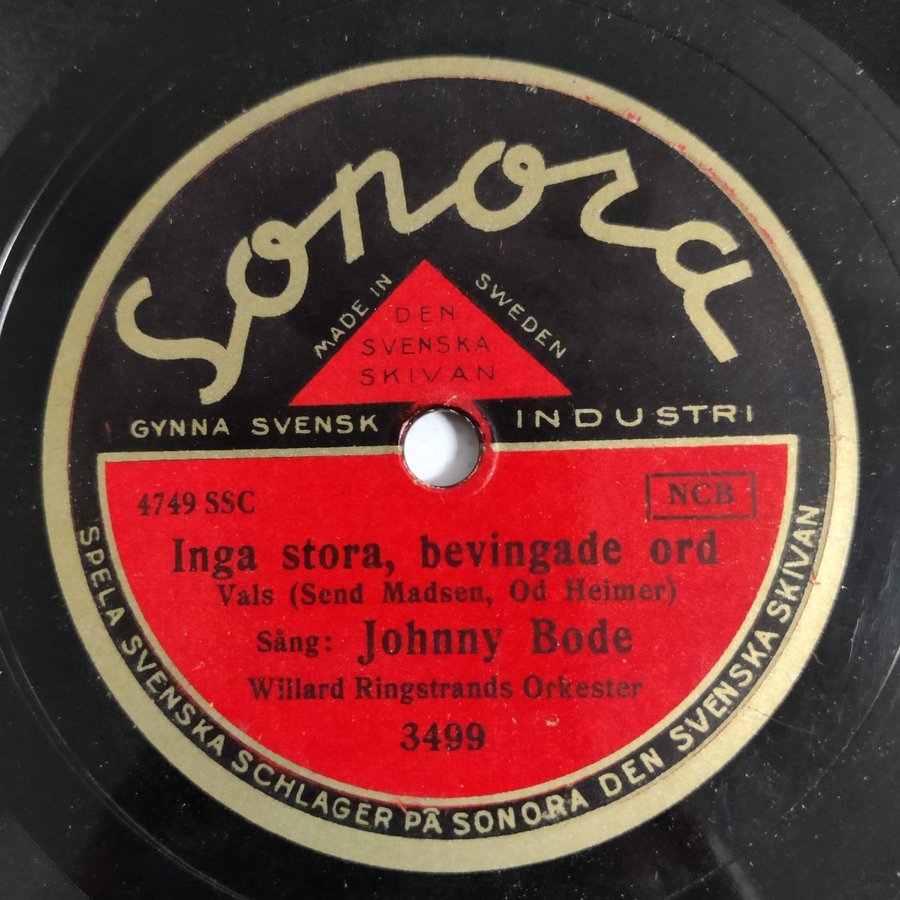 Sonora
MADE IN SWEDEN
DEN
SVENSKA
SKIVAN
GYNNA SVENSK INDUSTRI
4749 SSC
NCB
Inga stora, bevingade ord
Vals (Send Madsen, Od Heimer)
Sång: Johnny Bode
Willard Ringstrands Orkester
3499
SPELA SVENSKA SCHLAGER PÅ SONORA DEN SVENSKA SKIVAN